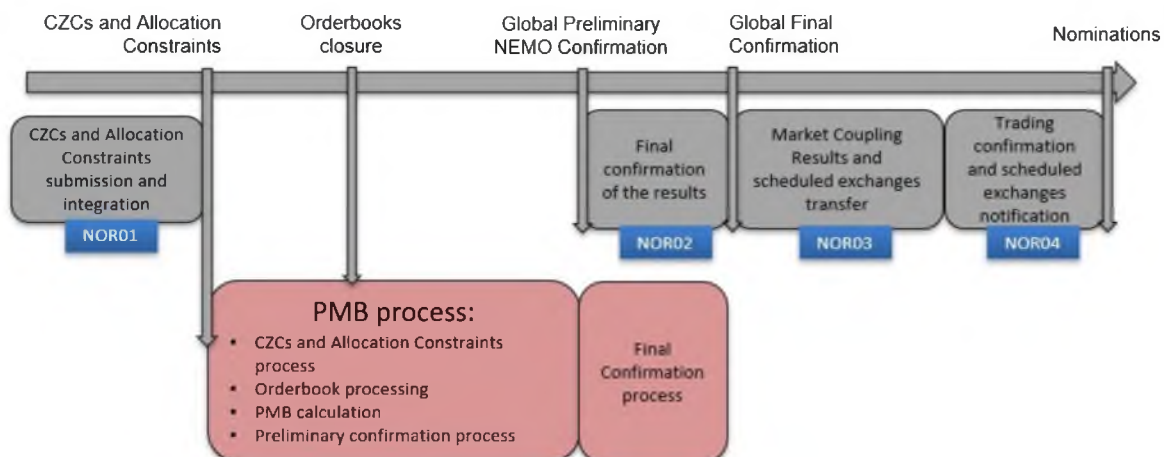 CZCs and Allocation
Constraints
Orderbooks
closure
Global Preliminary
NEMO Confirmation
Global Final
Confirmation
Nominations
CZCs and Allocation
Constraints
submission and
integration
NOR01
Final
confirmation
of the results
NOR02
Market Coupling
Results and
scheduled exchanges
transfer
NOR03
Trading
confirmation
and scheduled
exchanges
notification
NOR04
PMB process:
▪ CZCs and Allocation Constraints
process
▪ Orderbook processing
▪ PMB calculation
▪ Preliminary confirmation process
Final
Confirmation
process